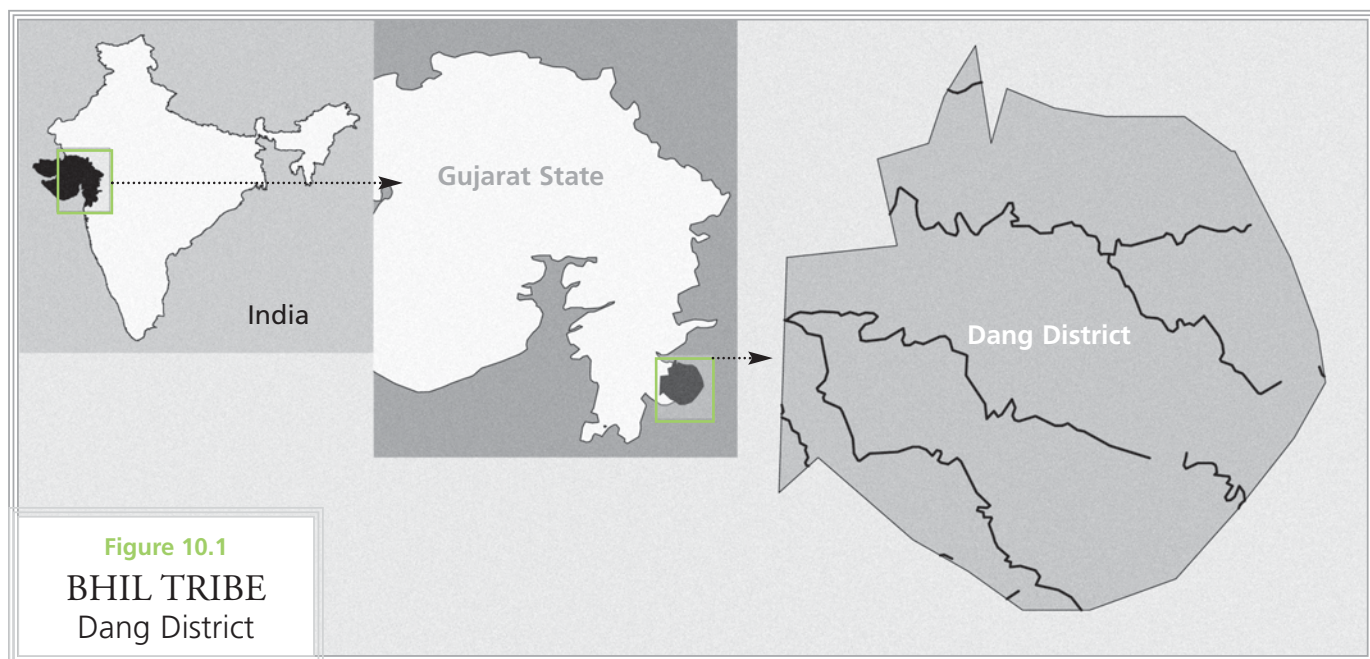 India
Gujarat State
Dang District
Figure 10.1
BHIL TRIBE
Dang District